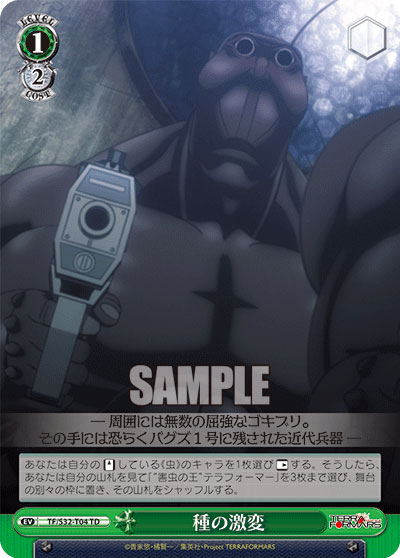 LEVEL
1
2
COST
SAMPLE
― 周囲には無数の屈強なゴキブリ。
その手には恐らくバグズ1号に残された近代兵器 ―
あなたは自分の している《虫》のキャラを1枚選び する。そうしたら、
あなたは自分の山札を見て「“害虫の王”テラフォーマー」を3枚まで選び、舞台
の別々の枠に置き、その山札をシャッフルする。
EV TF/S32-T04 TD
種の激変
TERRA FORMARS
©貴家悠・橘賢一/集英社・Project TERRAFORMARS